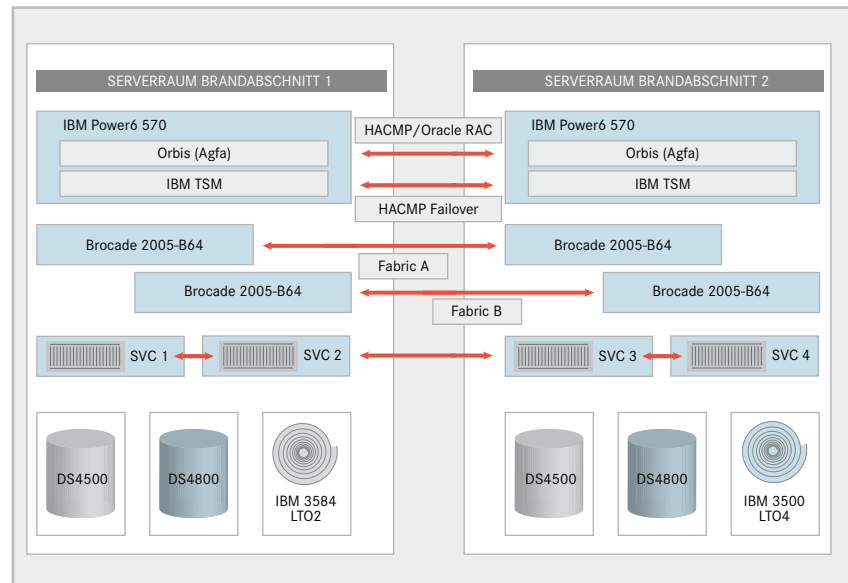 SERVERRAUM BRANDABSCHNITT 1
SERVERRAUM BRANDABSCHNITT 2
IBM Power6 570
HACMP/Oracle RAC
IBM Power6 570
Orbis (Agfa)
Orbis (Agfa)
IBM TSM
IBM TSM
HACMP Failover
Brocade 2005-B64
Brocade 2005-B64
Fabric A
Brocade 2005-B64
Brocade 2005-B64
Fabric B
SVC 1
SVC 2
SVC 3
SVC 4
DS4500
DS4800
IBM 3584
LTO2
DS4500
DS4800
IBM 3500
LTO4